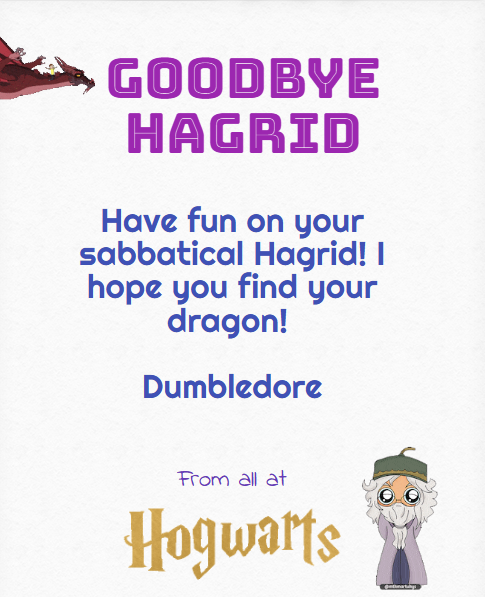 GOODBYE
HAGRID
Have fun on your
sabbatical Hagrid! I
hope you find your
dragon!
Dumbledore
From all at
Hogwarts